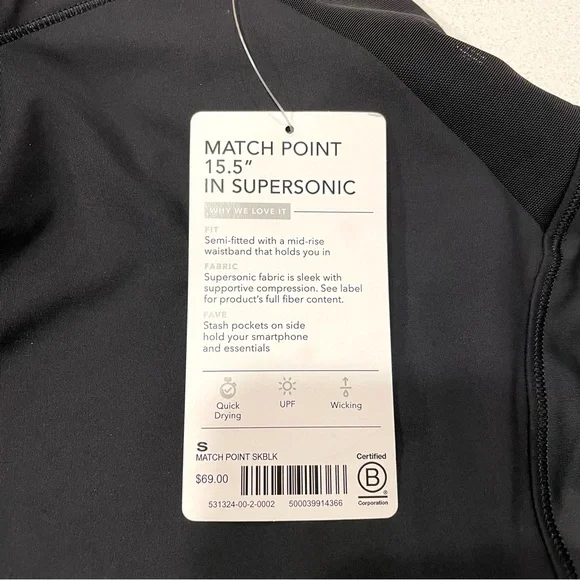 MATCH POINT
15.5"
IN SUPERSONIC
WHY WE LOVE IT
FIT
Semi-fitted with a mid-rise
waistband that holds you in
FABRIC
Supersonic fabric is sleek with
supportive compression. See label
for product's full fiber content.
FAVE
Stash pockets on side
hold your smartphone
and essentials
Quick Drying
UPF
Wicking
S
MATCH POINT SKBLK
$69.00
531324-00-2-0002
500039914366
Certified
B
Corporation